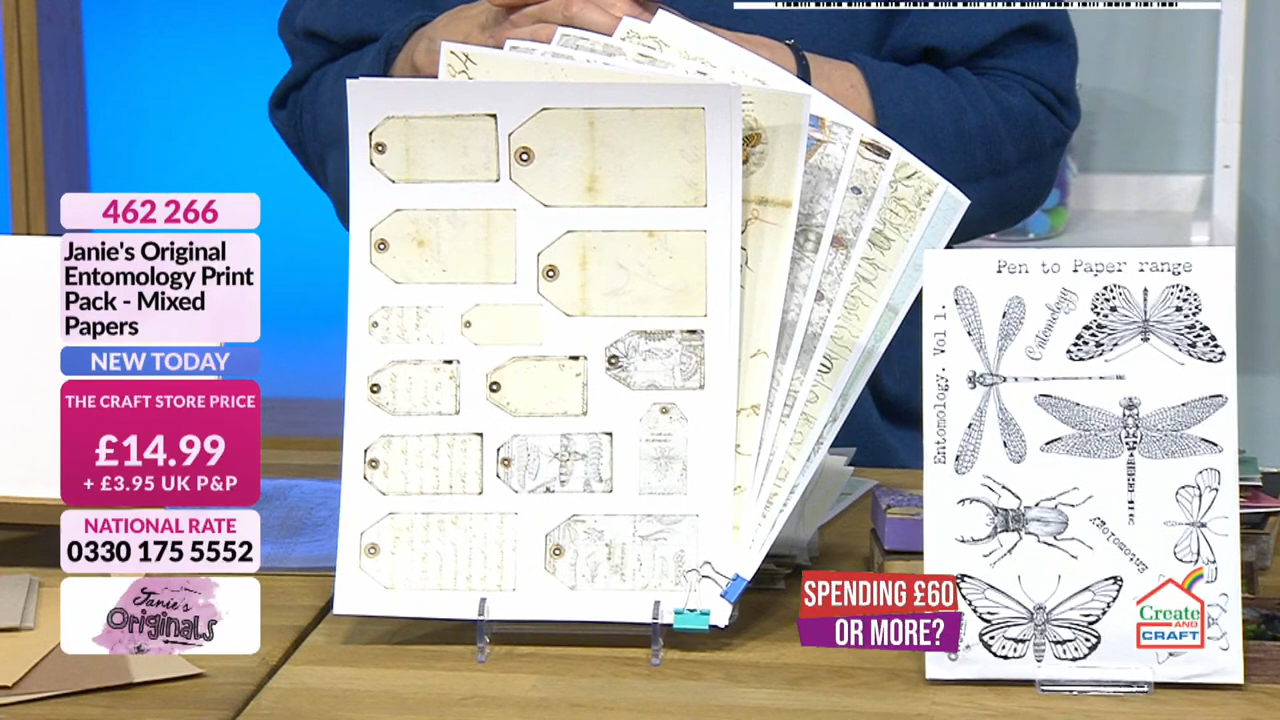 462 266
Janie's Original
Entomology Print
Pack - Mixed
Papers
NEW TODAY
THE CRAFT STORE PRICE
£14.99
+ £3.95 UK P&P
NATIONAL RATE
0330 175 5552
Janie's
Originals
Pen to Paper range
Entomology. Vol 1.
Entomology
ENTOMOLOGY
SPENDING £60
OR MORE?
Create
AND
CRAFT